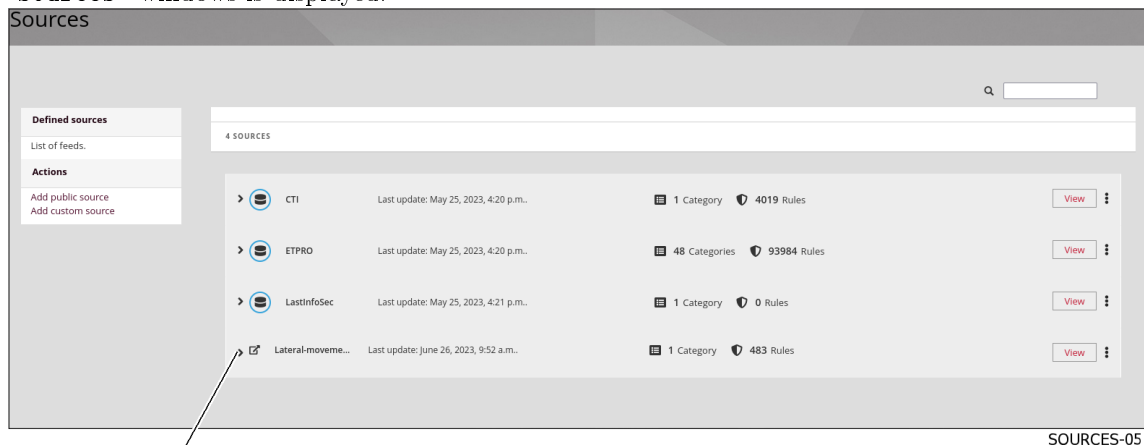 Sources
Defined sources
List of feeds.
Actions
Add public source
Add custom source
4 SOURCES
CTI Last update: May 25, 2023, 4:20 p.m.. 1 Category 4019 Rules View
ETPRO Last update: May 25, 2023, 4:20 p.m.. 48 Categories 93984 Rules View
LastInfoSec Last update: May 25, 2023, 4:21 p.m.. 1 Category 0 Rules View
Lateral-moveme... Last update: June 26, 2023, 9:52 a.m.. 1 Category 483 Rules View
SOURCES-05